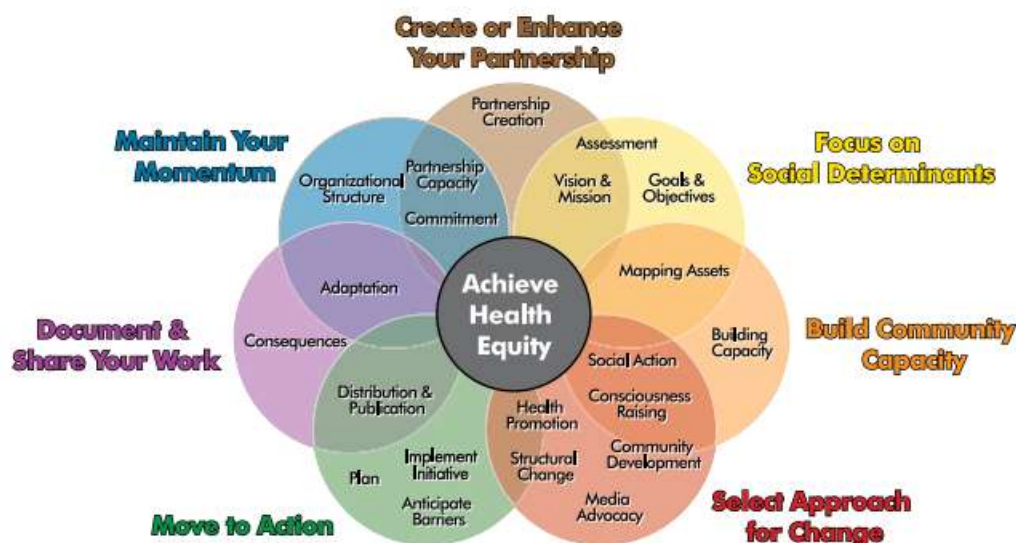 Create or Enhance
Your Partnership
Partnership
Creation
Maintain Your
Momentum
Assessment
Focus on
Social Determinants
Partnership
Capacity
Organizational
Structure
Vision &
Mission
Goals &
Objectives
Commitment
Mapping Assets
Adaptation
Achieve
Health
Equity
Document &
Share Your Work
Consequences
Building
Capacity
Build Community
Capacity
Social Action
Distribution &
Publication
Consciousness
Raising
Health
Promotion
Community
Development
Implement
Initiative
Structural
Change
Plan
Anticipate
Barriers
Media
Advocacy
Move to Action
Select Approach
for Change